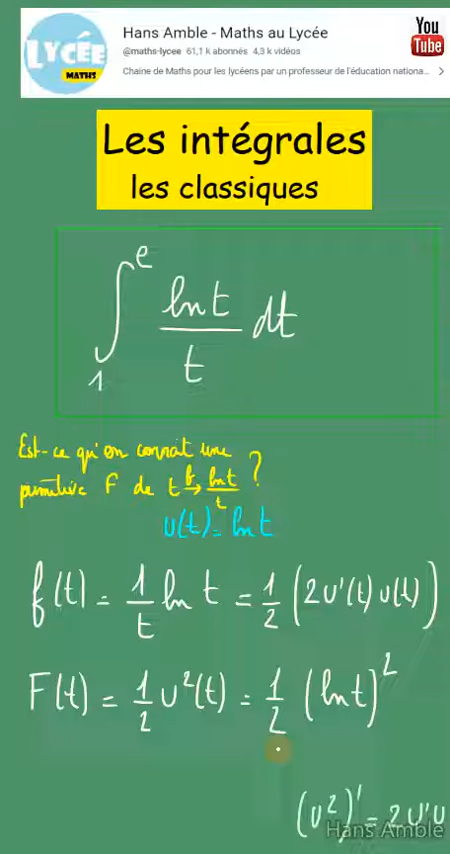 Hans Amble - Maths au Lycée
@maths-lycee 61,1 k abonnés 4,3 k vidéos
Chaine de Maths pour les lycéens par un professeur de l'éducation nationa... >
LYCÉE
MATHS
You
Tube
Les intégrales
les classiques
∫₁ᵉ ln t / t dt
Est-ce qu'on connait une
primitive F de t →f ln t / t ?
u(t) = ln t
f(t) = 1/t ln t = 1/2 (2u'(t) u(t))
F(t) = 1/2 u²(t) = 1/2 (ln t)²
(u²)' = 2u'u
Hans Amble